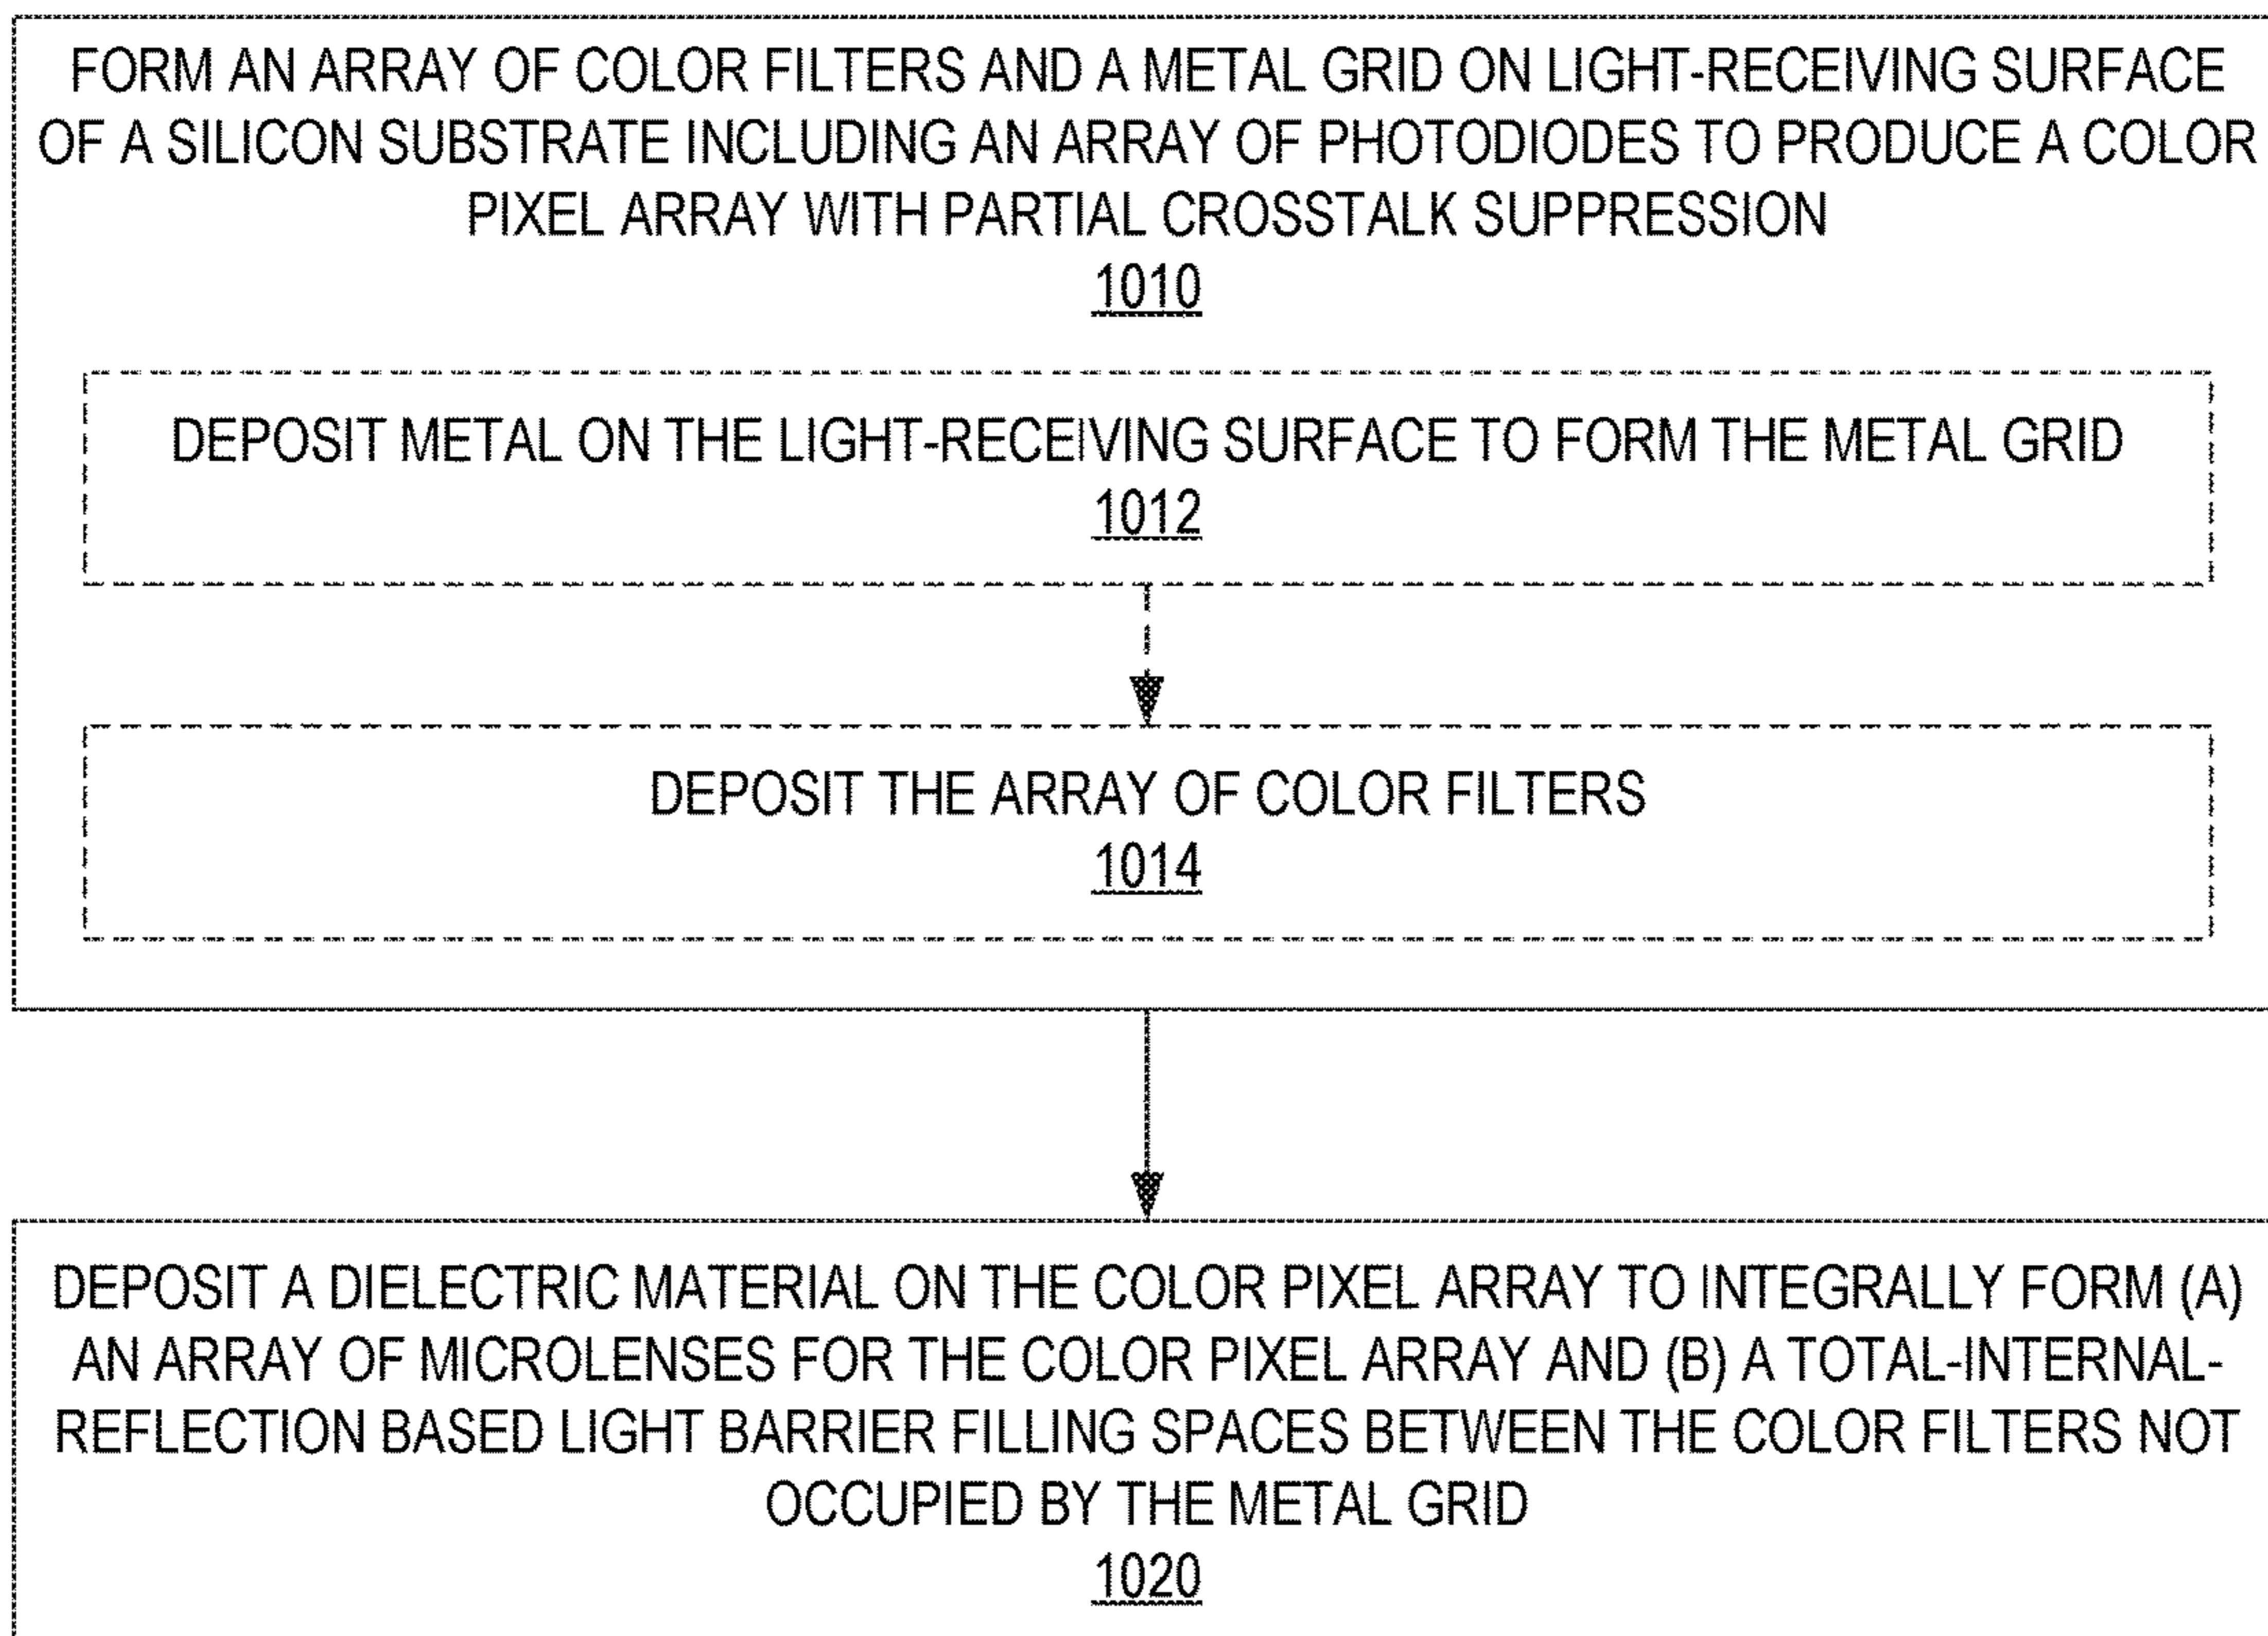 FORM AN ARRAY OF COLOR FILTERS AND A METAL GRID ON LIGHT-RECEIVING SURFACE
OF A SILICON SUBSTRATE INCLUDING AN ARRAY OF PHOTODIODES TO PRODUCE A COLOR
PIXEL ARRAY WITH PARTIAL CROSSTALK SUPPRESSION
1010
DEPOSIT METAL ON THE LIGHT-RECEIVING SURFACE TO FORM THE METAL GRID
1012
DEPOSIT THE ARRAY OF COLOR FILTERS
1014
DEPOSIT A DIELECTRIC MATERIAL ON THE COLOR PIXEL ARRAY TO INTEGRALLY FORM (A)
AN ARRAY OF MICROLENSES FOR THE COLOR PIXEL ARRAY AND (B) A TOTAL-INTERNAL-
REFLECTION BASED LIGHT BARRIER FILLING SPACES BETWEEN THE COLOR FILTERS NOT
OCCUPIED BY THE METAL GRID
1020